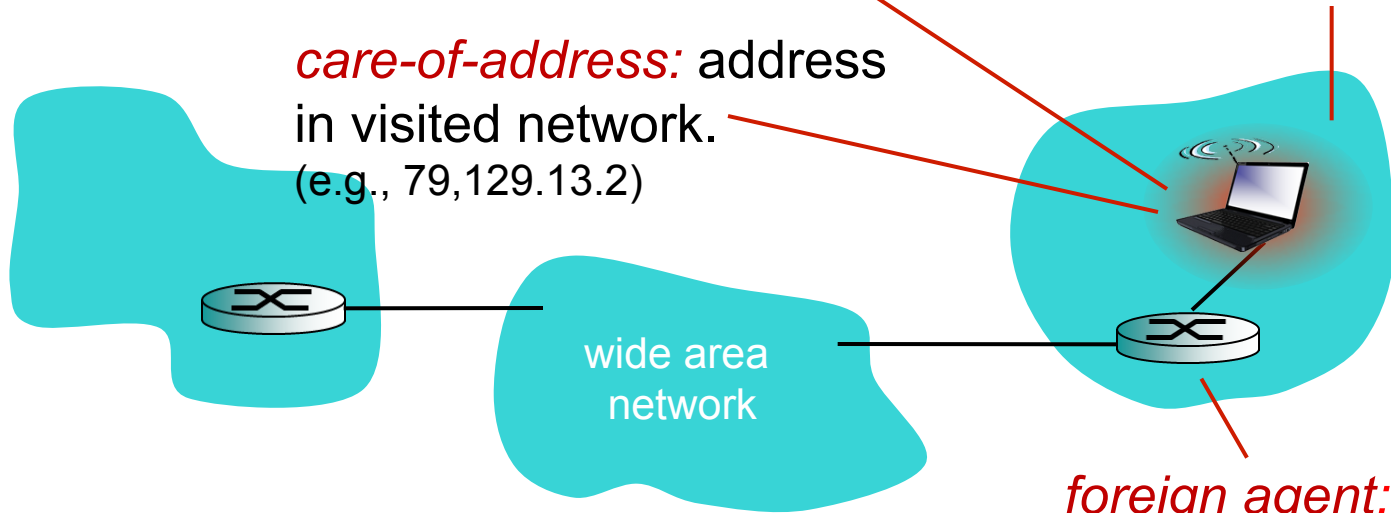 care-of-address: address
in visited network.
(e.g., 79,129.13.2)
wide area
network
foreign agent: